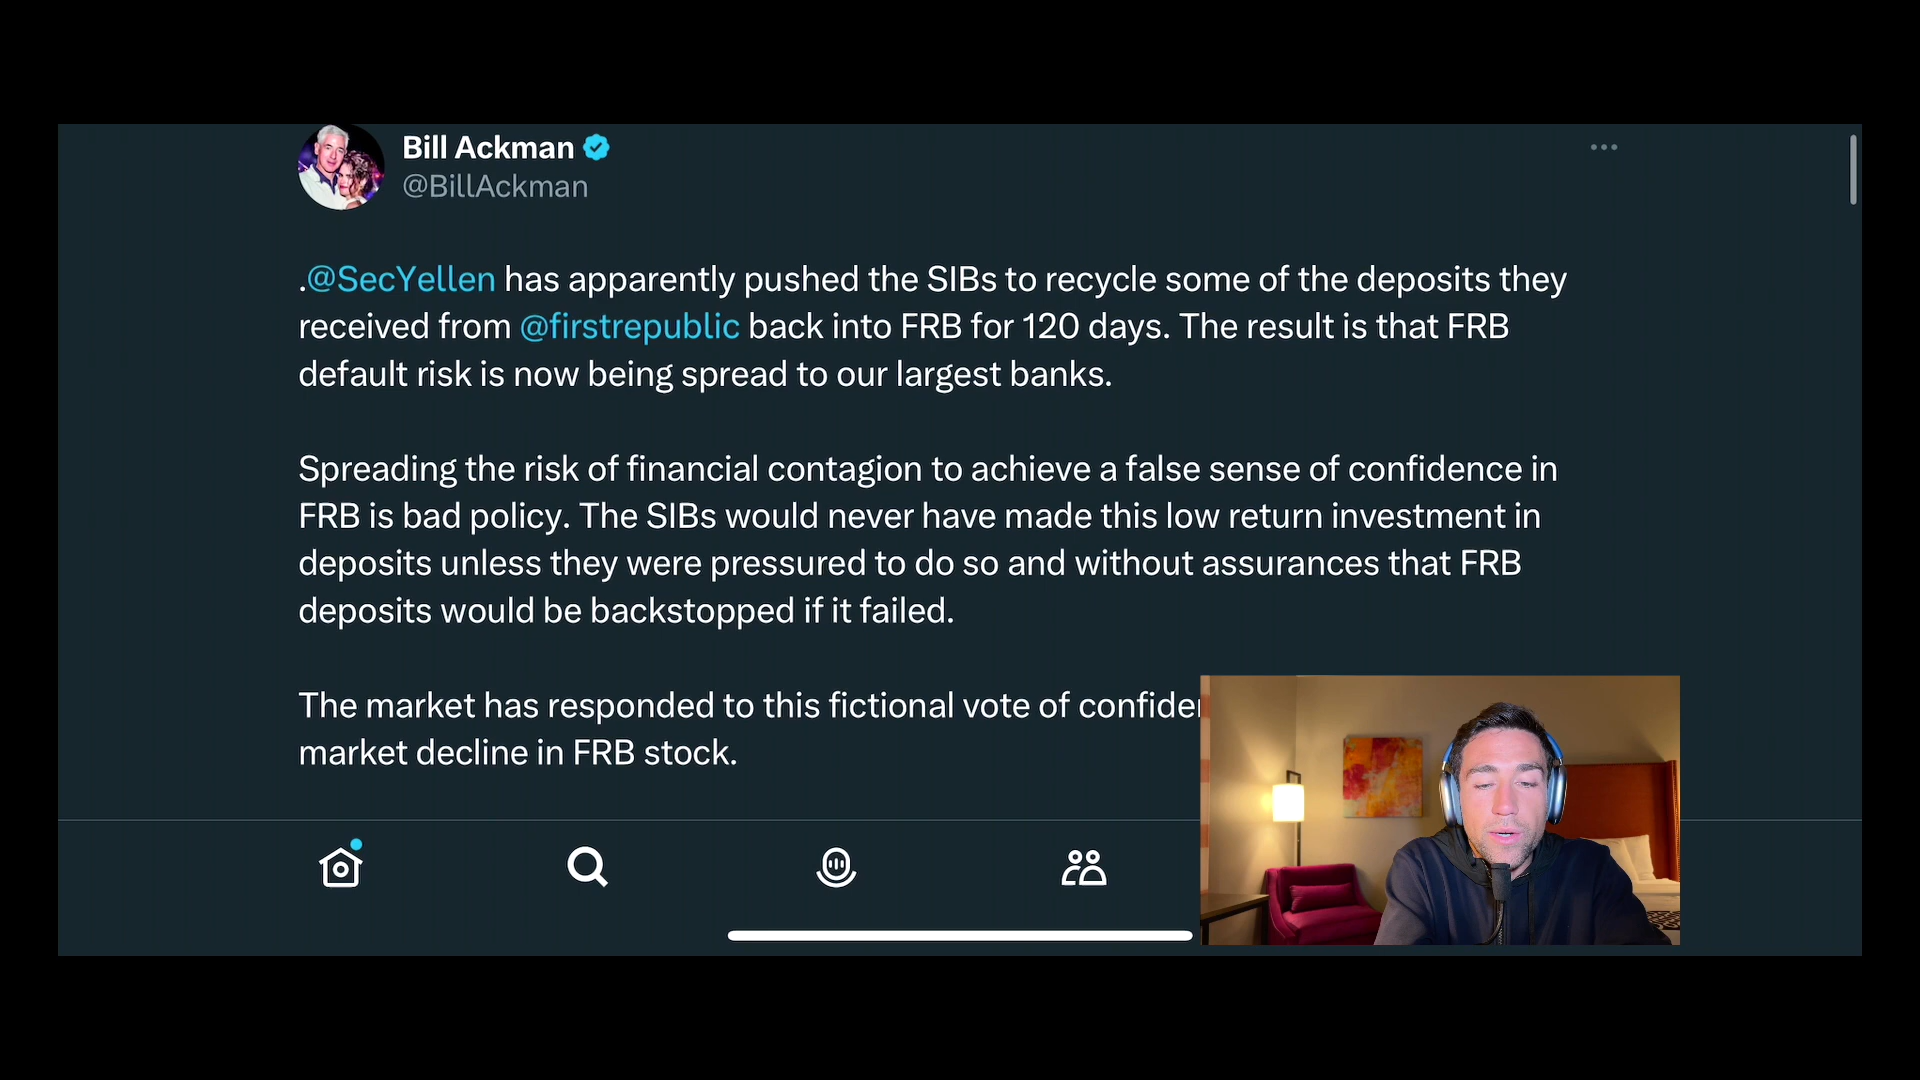 Bill Ackman
@BillAckman
.@SecYellen has apparently pushed the SIBs to recycle some of the deposits they
received from @firstrepublic back into FRB for 120 days. The result is that FRB
default risk is now being spread to our largest banks.
Spreading the risk of financial contagion to achieve a false sense of confidence in
FRB is bad policy. The SIBs would never have made this low return investment in
deposits unless they were pressured to do so and without assurances that FRB
deposits would be backstopped if it failed.
The market has responded to this fictional vote of
market decline in FRB stock.